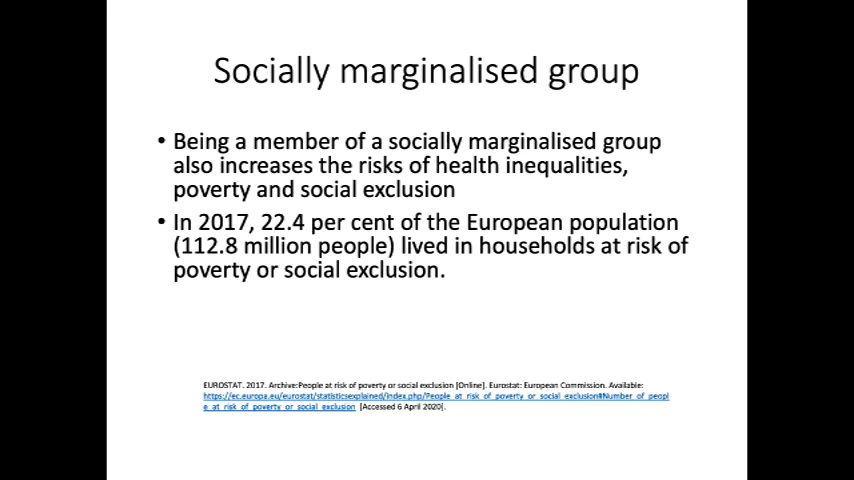 Socially marginalised group
• Being a member of a socially marginalised group
also increases the risks of health inequalities,
poverty and social exclusion
• In 2017, 22.4 per cent of the European population
(112.8 million people) lived in households at risk of
poverty or social exclusion.
EUROSTAT. 2017. Archive:People at risk of poverty or social exclusion [Online]. Eurostat: European Commission. Available:
https://ec.europa.eu/eurostat/statisticsexplained/index.php/People_at_risk_of_poverty_or_social_exclusion#Number_of_peopl
e_at_risk_of_poverty_or_social_exclusion [Accessed 6 April 2020].